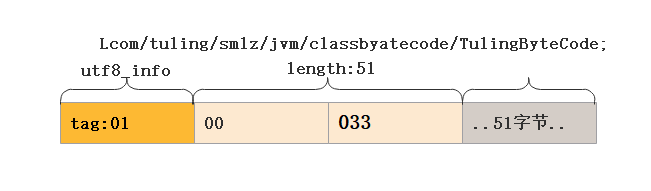 Lcom/tuling/smlz/jvm/classbyatecode/TulingByteCode;
utf8_info
length:51
tag:01
00
033
..51字节..